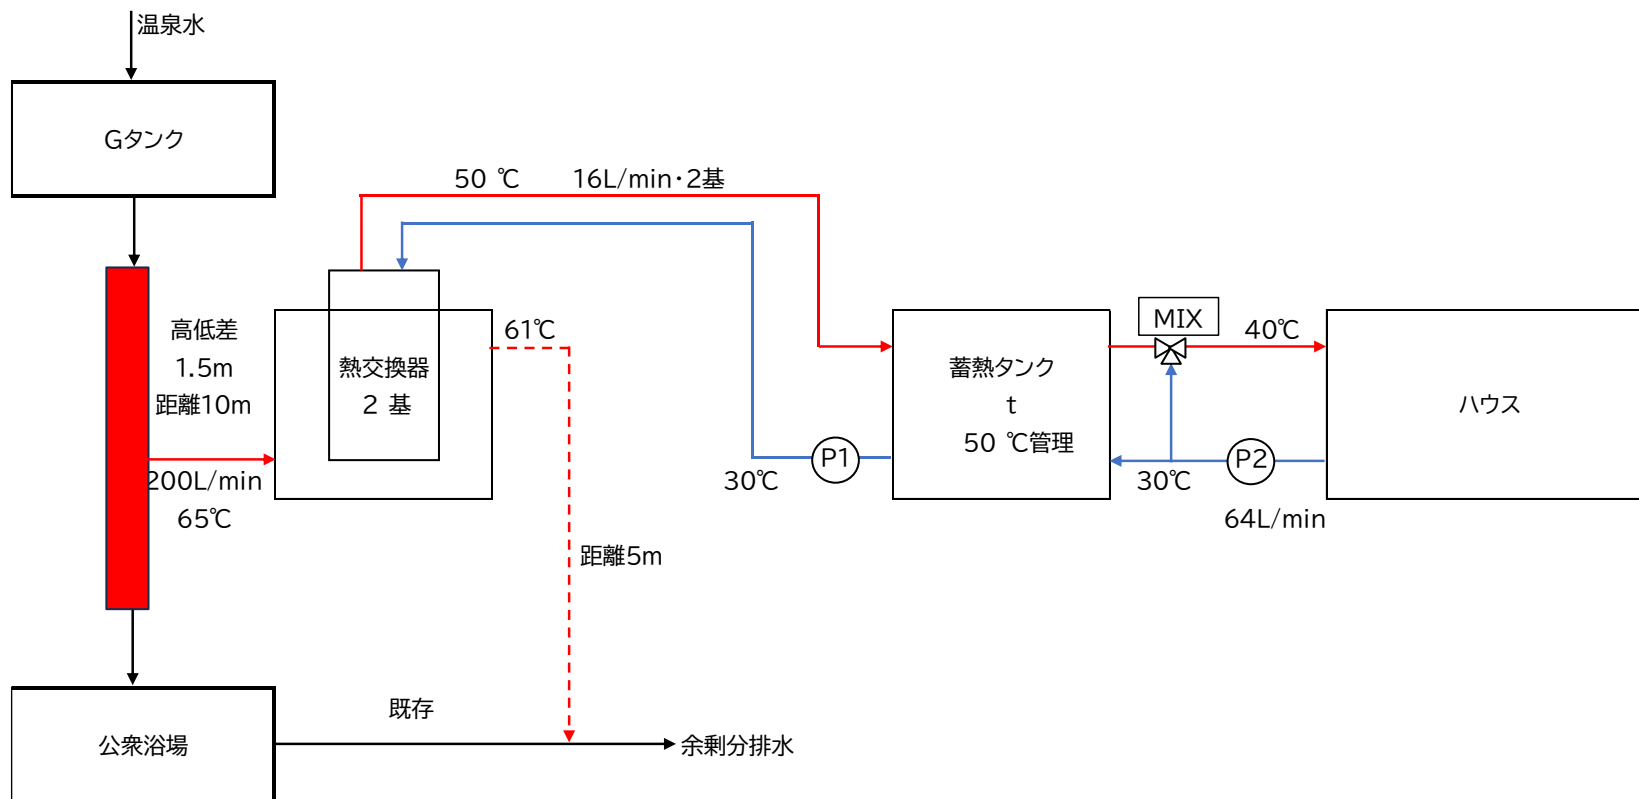 温泉水
Gタンク
50 ℃ 16L/min・2基
高低差
1.5m
距離10m
200L/min
65℃
熱交換器
2 基
61℃
距離5m
30℃
P1
蓄熱タンク
t
50 ℃管理
MIX
40℃
30℃
P2
64L/min
ハウス
公衆浴場
既存
余剰分排水